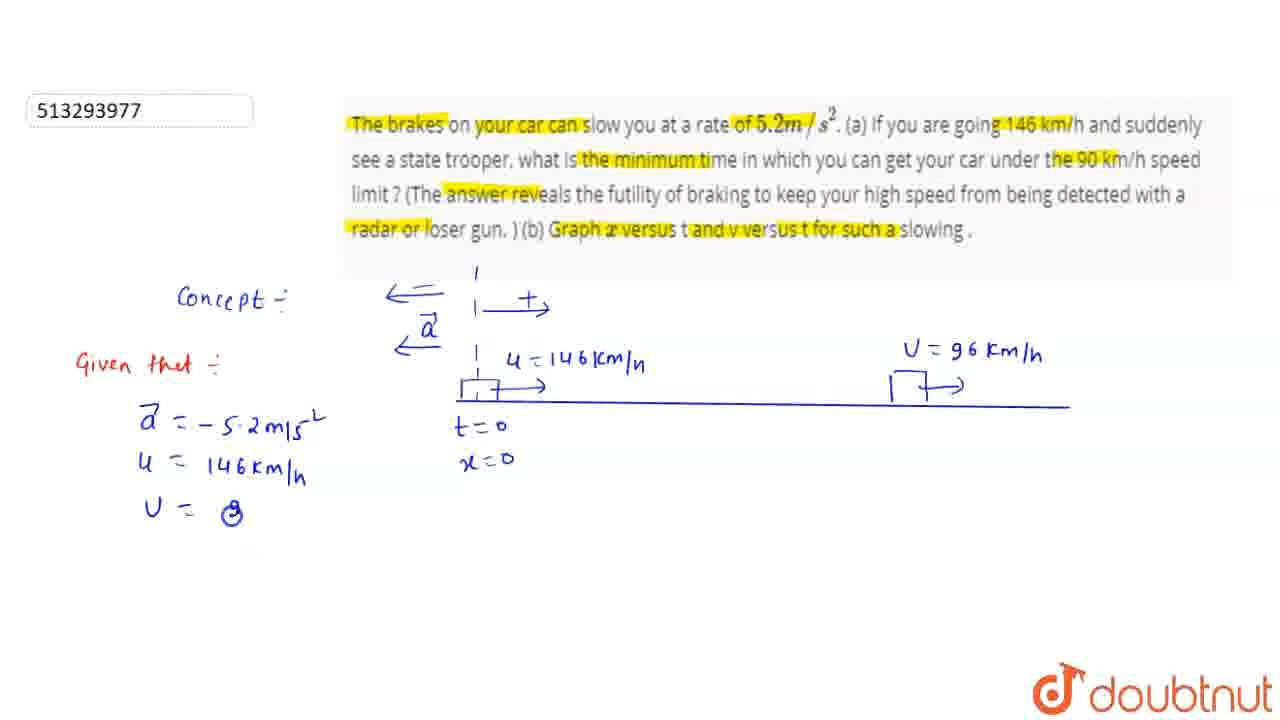 513293977
The brakes on your car can slow you at a rate of 5.2m/s². (a) If you are going 146 km/h and suddenly
see a state trooper, what is the minimum time in which you can get your car under the 90 km/h speed
limit ? (The answer reveals the futility of braking to keep your high speed from being detected with a
radar or loser gun. ) (b) Graph x versus t and v versus t for such a slowing .
Concept ÷
− +
a⃗
Given that ÷
u = 146 Km/h
v = 96 Km/h
a⃗ = - 5.2 m/s²
t = 0
u = 146 Km/h
x = 0
v = 9
doubtnut